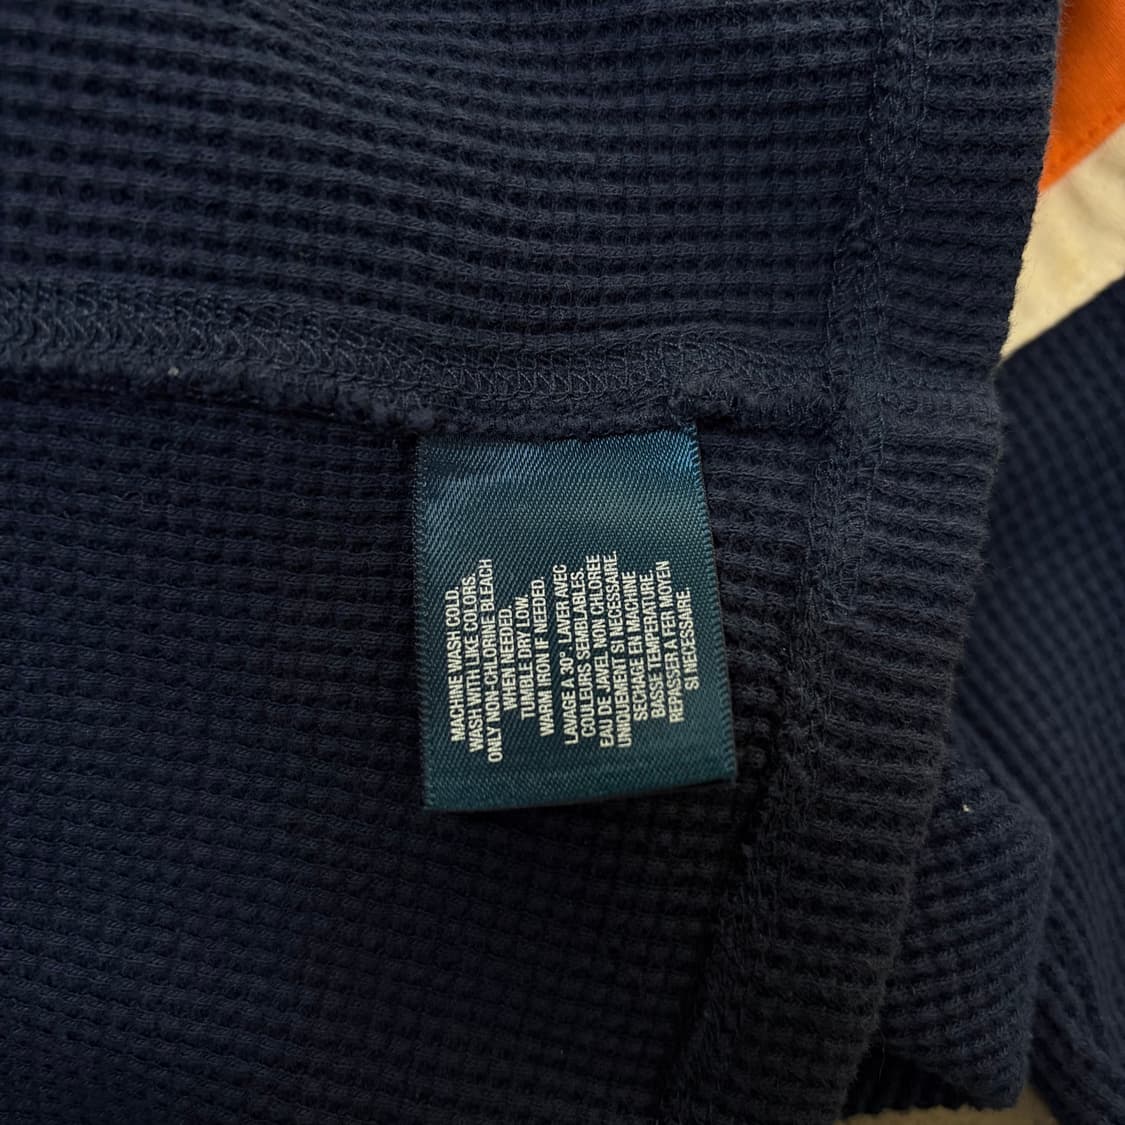 MACHINE WASH COLD.
WASH WITH LIKE COLORS.
ONLY NON-CHLORINE BLEACH
WHEN NEEDED.
TUMBLE DRY LOW.
WARM IRON IF NEEDED.
LAVAGE A 30°. LAVER AVEC
COULEURS SEMBLABLES.
EAU DE JAVEL NON CHLOREE
UNIQUEMENT SI NECESSAIRE.
SECHAGE EN MACHINE
BASSE TEMPERATURE.
REPASSER A FER MOYEN
SI NECESSAIRE.